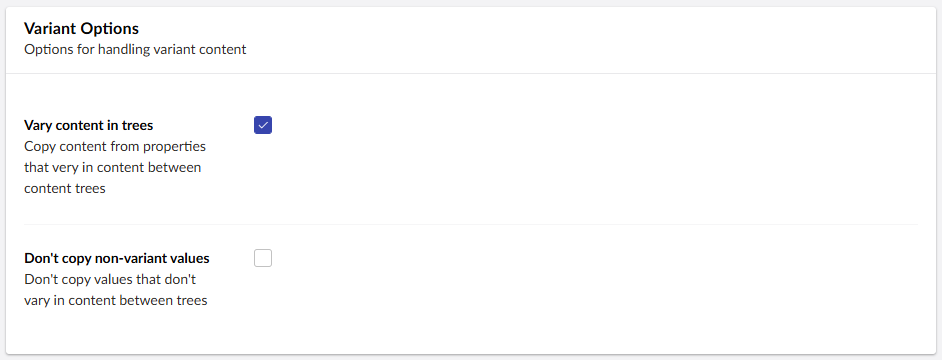 Variant Options
Options for handling variant content
Vary content in trees
Copy content from properties
that very in content between
content trees
Don't copy non-variant values
Don't copy values that don't
vary in content between trees